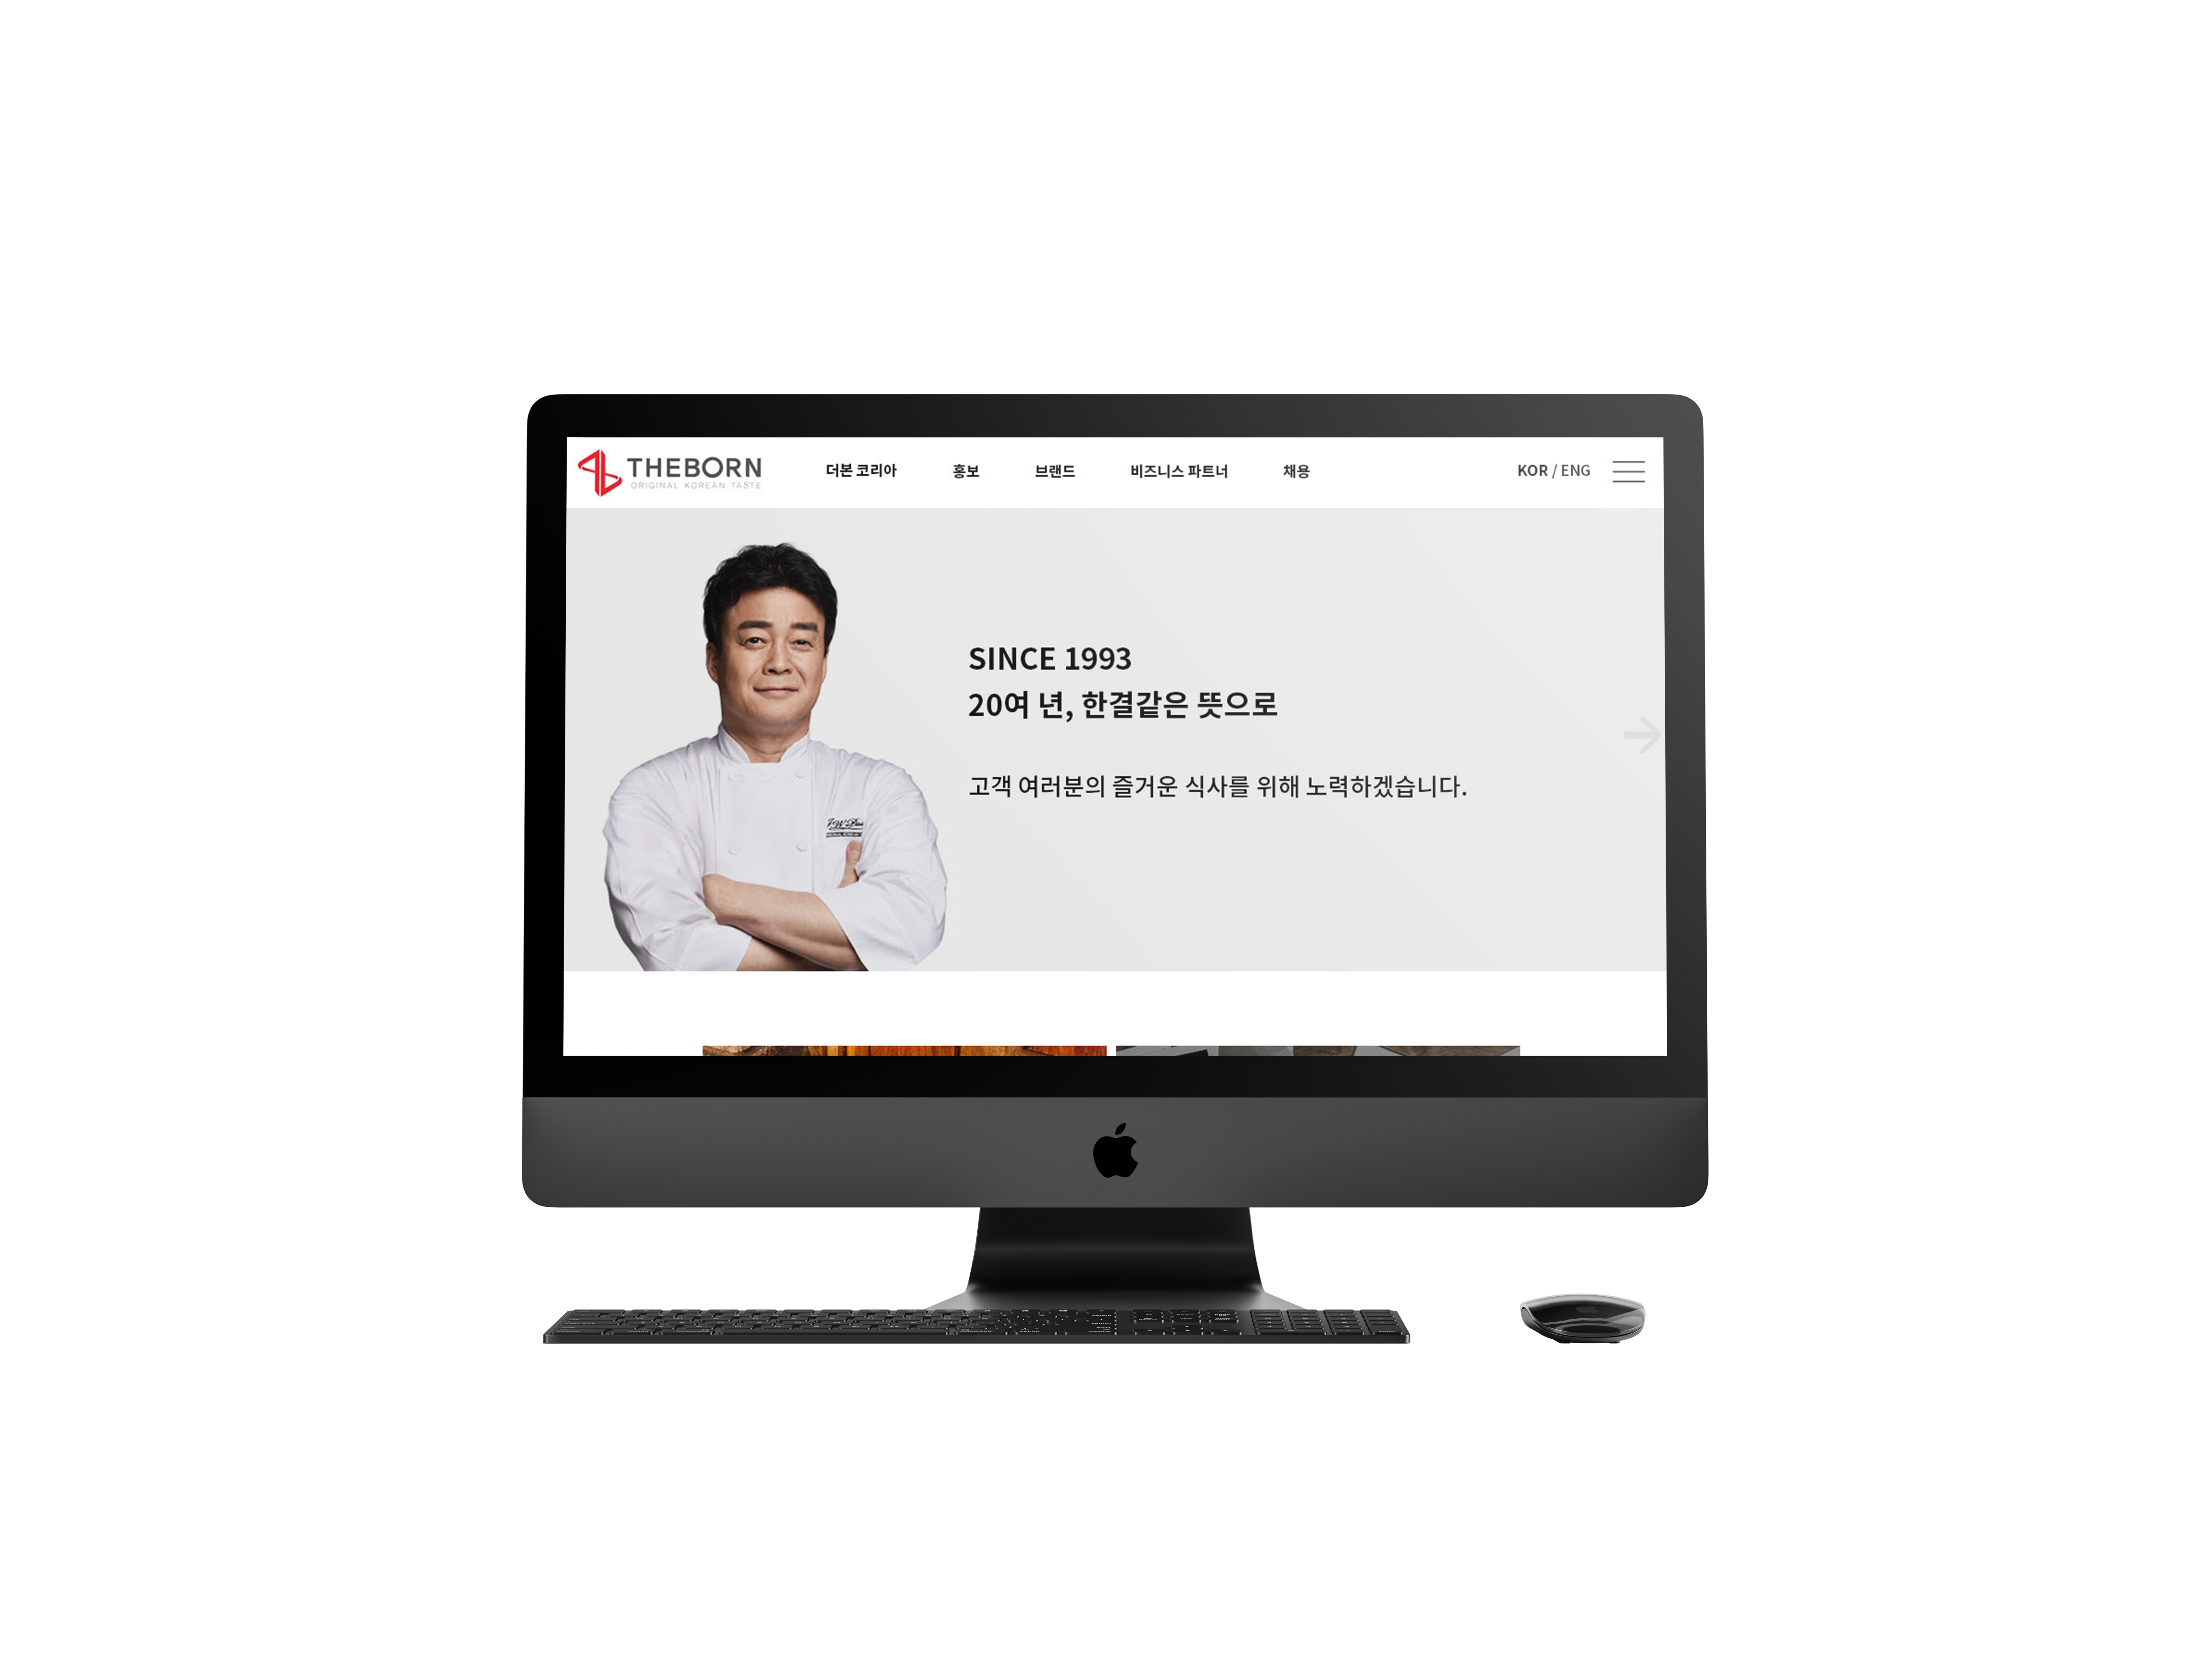 THEBORN
ORIGINAL KOREAN TASTE
더본 코리아 홍보 브랜드 비즈니스 파트너 채용 KOR / ENG
SINCE 1993
20여 년, 한결같은 뜻으로
고객 여러분의 즐거운 식사를 위해 노력하겠습니다.